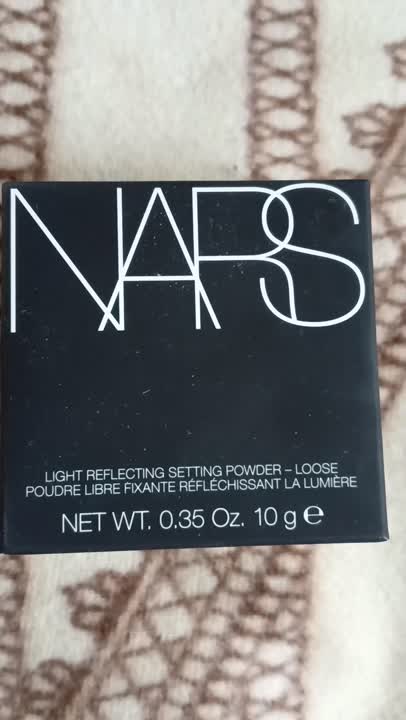 NARS
LIGHT REFLECTING SETTING POWDER – LOOSE
POUDRE LIBRE FIXANTE RÉFLÉCHISSANT LA LUMIÈRE
NET WT. 0.35 Oz. 10 g ℮